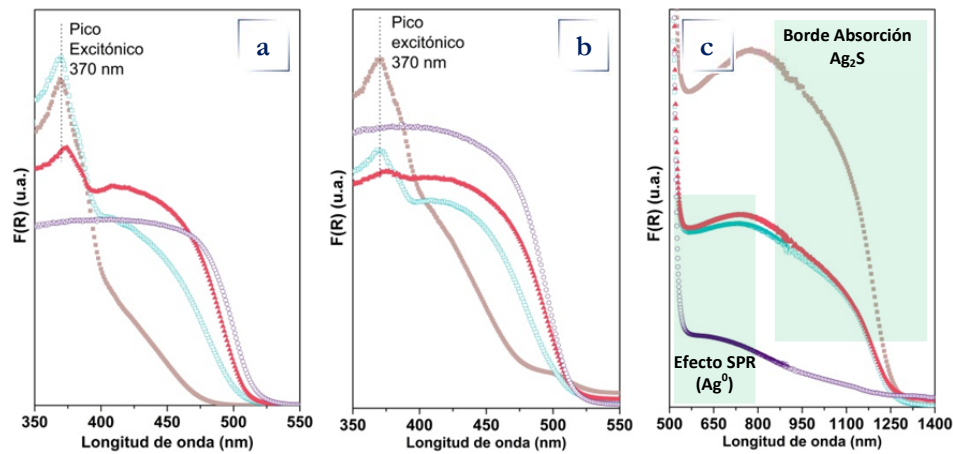 Pico
Excitónico
370 nm
a
F(R) (u.a.)
350 400 450 500 550
Longitud de onda (nm)
Pico
excitónico
370 nm
b
F(R) (u.a.)
350 400 450 500 550
Longitud de onda (nm)
c
Borde Absorción
Ag₂S
F(R) (u.a.)
Efecto SPR
(Ag⁰)
500 650 800 950 1100 1250 1400
Longitud de onda (nm)